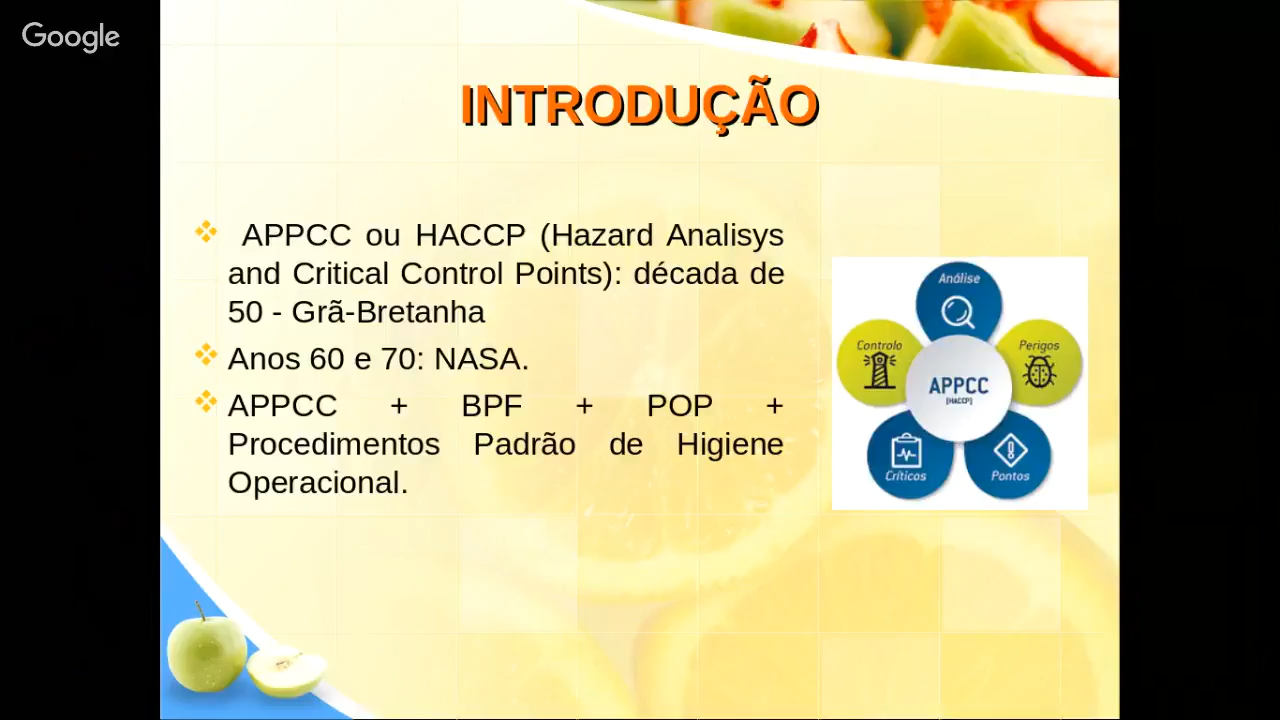 Google
INTRODUÇÃO
APPCC ou HACCP (Hazard Analisys
and Critical Control Points): década de
50 - Grã-Bretanha
Anos 60 e 70: NASA.
APPCC + BPF + POP +
Procedimentos Padrão de Higiene
Operacional.
Análise
Controlo
Perigos
APPCC
(HACCP)
Críticos
Pontos